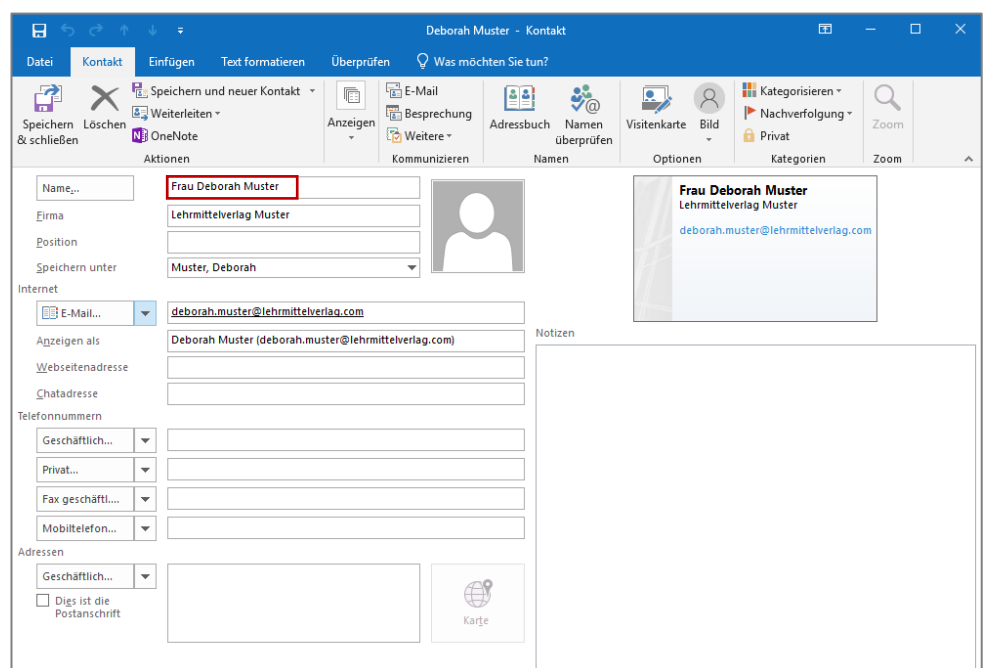 Deborah Muster - Kontakt
Datei Kontakt Einfügen Text formatieren Überprüfen Was möchten Sie tun?
Speichern
& schließen
Löschen
Speichern und neuer Kontakt
Weiterleiten
OneNote
Aktionen
Anzeigen
E-Mail
Besprechung
Weitere
Kommunizieren
Adressbuch
Namen
überprüfen
Namen
Visitenkarte
Bild
Optionen
Kategorisieren
Nachverfolgung
Privat
Kategorien
Zoom
Zoom
Name... Frau Deborah Muster
Firma Lehrmittelverlag Muster
Position
Speichern unter Muster, Deborah
Internet
E-Mail... deborah.muster@lehrmittelverlag.com
Anzeigen als Deborah Muster (deborah.muster@lehrmittelverlag.com)
Webseitenadresse
Chatadresse
Telefonnummern
Geschäftlich...
Privat...
Fax geschäftl....
Mobiltelefon...
Adressen
Geschäftlich...
Dies ist die
Postanschrift
Karte
Frau Deborah Muster
Lehrmittelverlag Muster
deborah.muster@lehrmittelverlag.com
Notizen